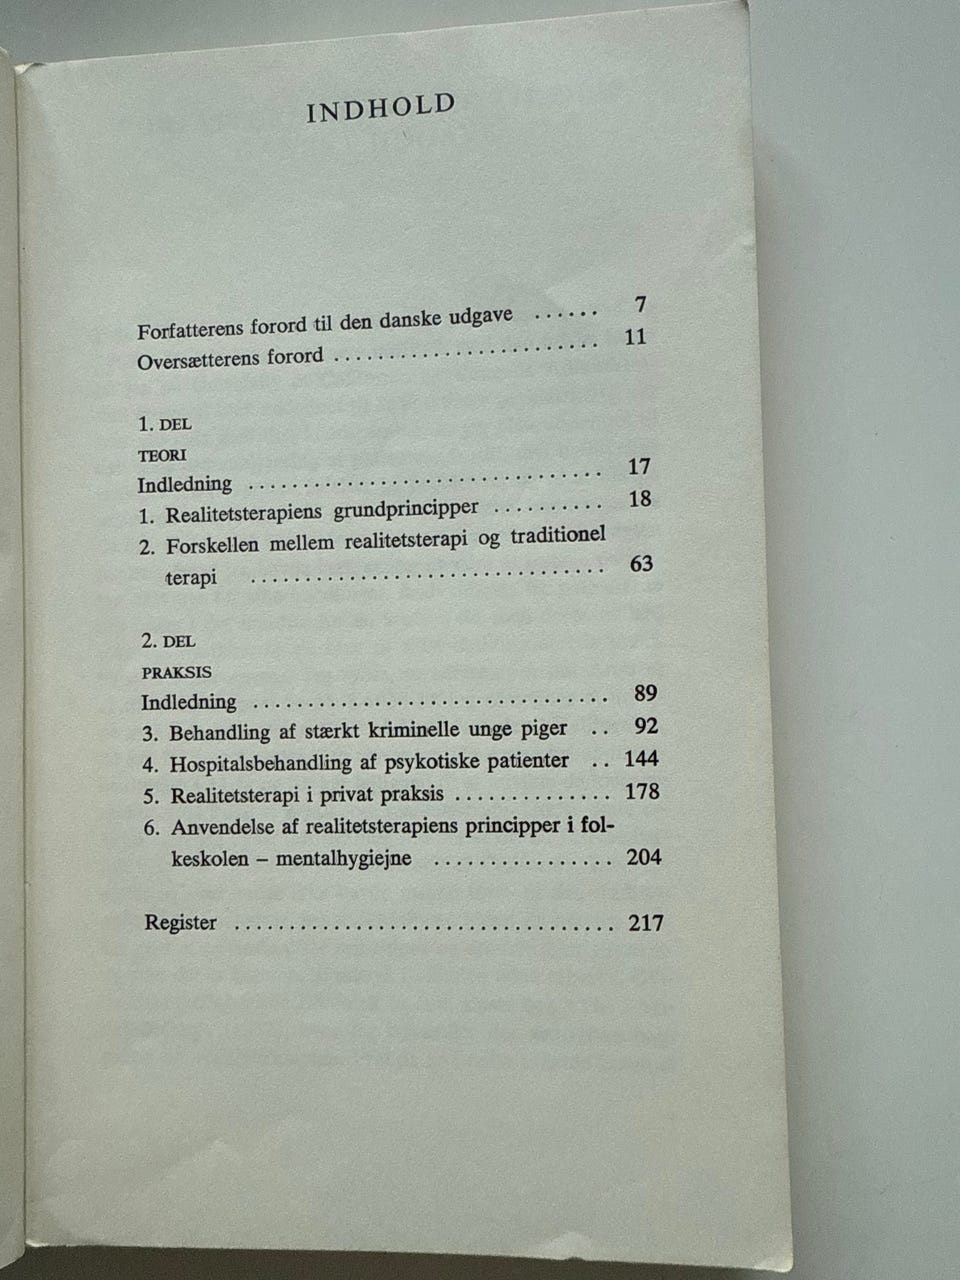 INDHOLD
Forfatterens forord til den danske udgave ...... 7
Oversætterens forord ........................ 11
1. DEL
TEORI
Indledning ................................. 17
1. Realitetsterapiens grundprincipper .......... 18
2. Forskellen mellem realitetsterapi og traditionel
terapi ................................. 63
2. DEL
PRAKSIS
Indledning ................................. 89
3. Behandling af stærkt kriminelle unge piger .. 92
4. Hospitalsbehandling af psykotiske patienter .. 144
5. Realitetsterapi i privat praksis .............. 178
6. Anvendelse af realitetsterapiens principper i fol-
keskolen – mentalhygiejne ................ 204
Register ................................... 217